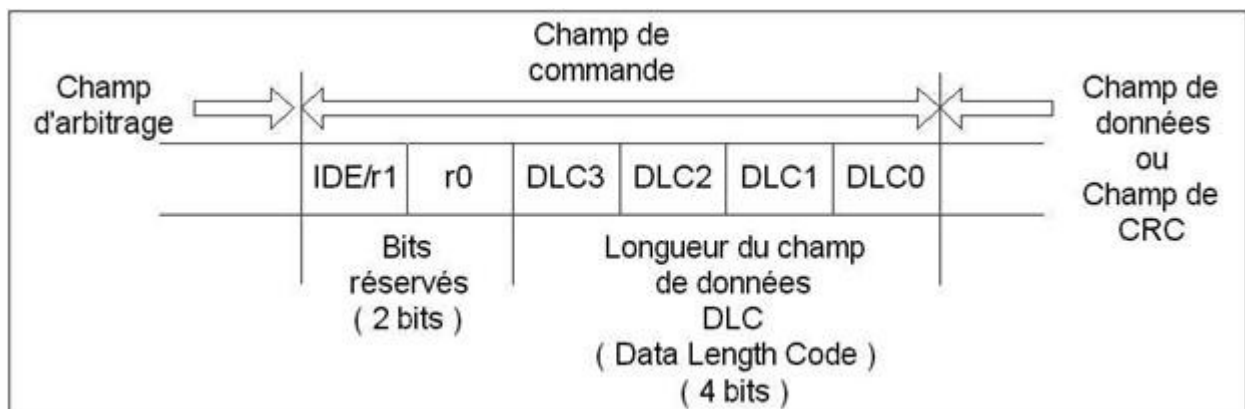 Champ de
commande
Champ
d'arbitrage
Champ de
données
ou
Champ de
CRC
IDE/r1 r0 DLC3 DLC2 DLC1 DLC0
Bits
réservés
( 2 bits )
Longueur du champ
de données
DLC
( Data Length Code )
( 4 bits )